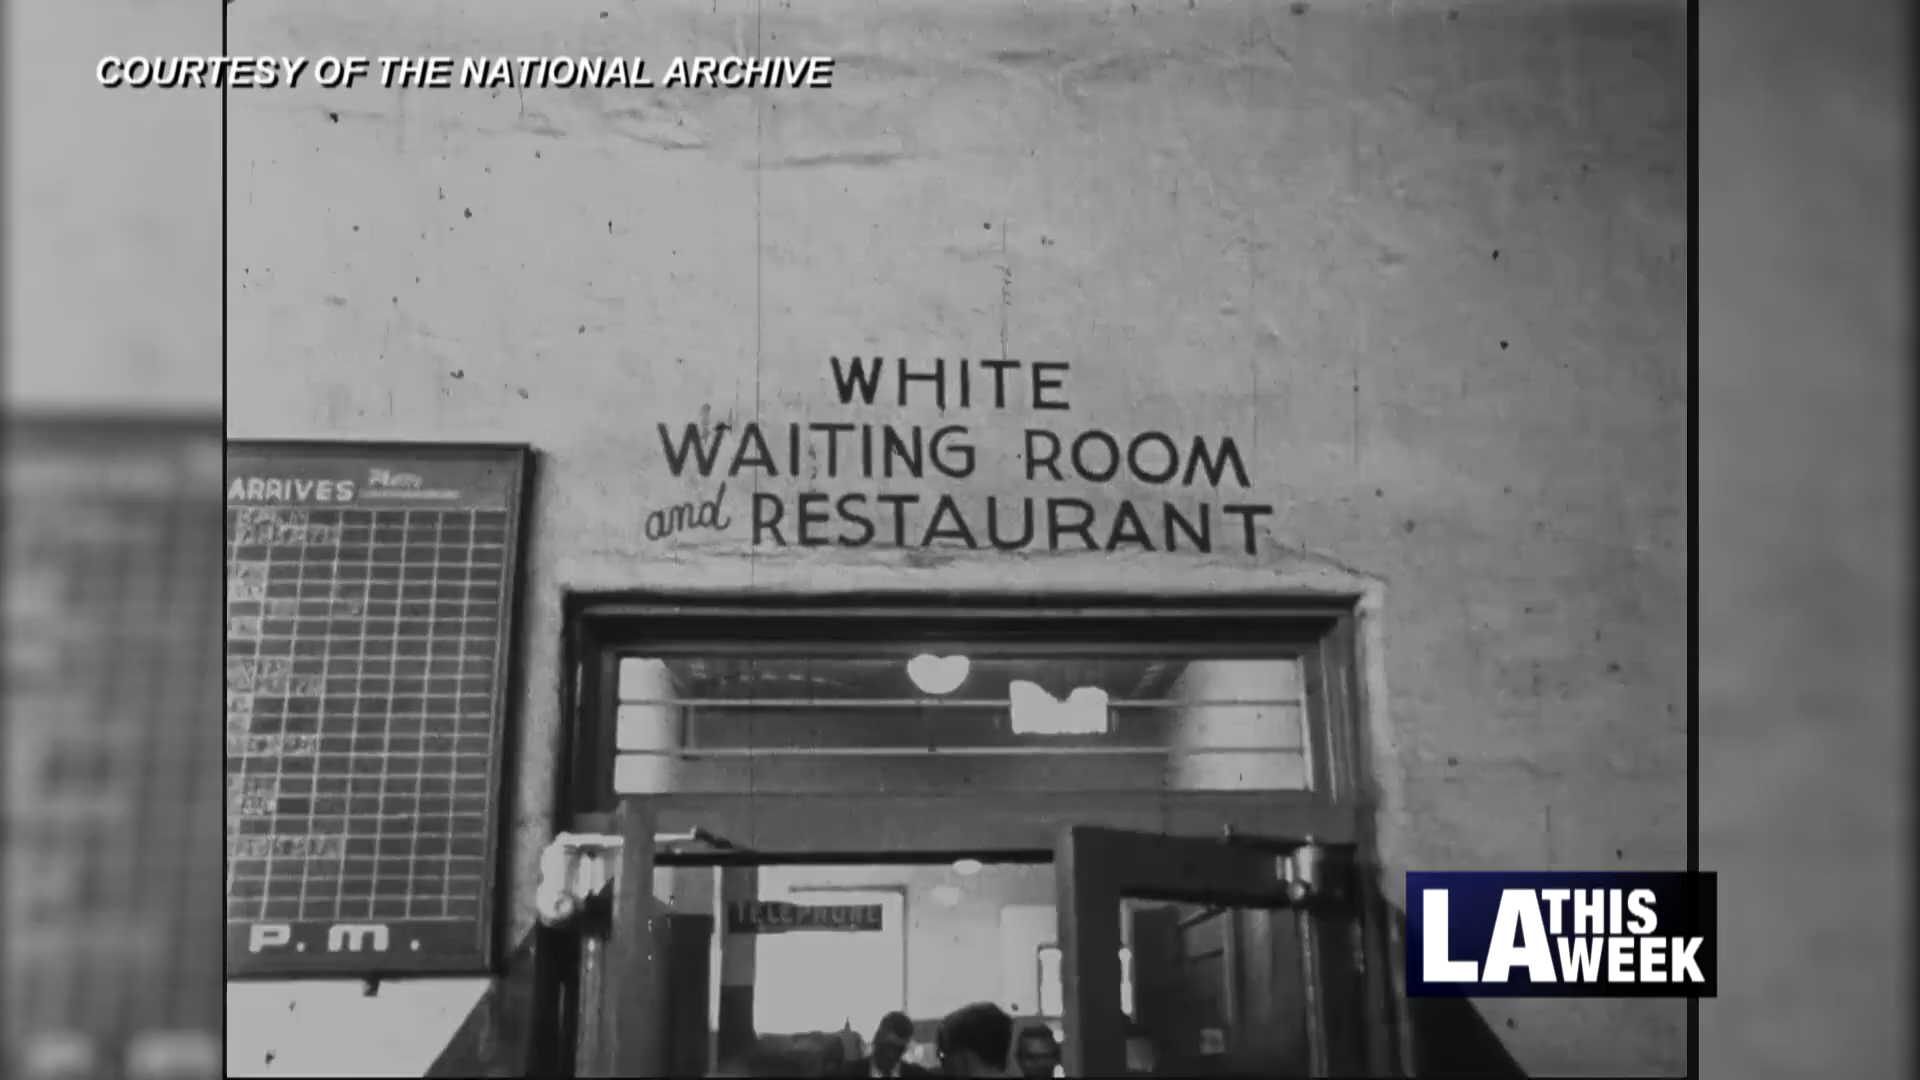 COURTESY OF THE NATIONAL ARCHIVE
WHITE
WAITING ROOM
and RESTAURANT
ARRIVES
P.M.
TELEPHONE
LA THIS WEEK